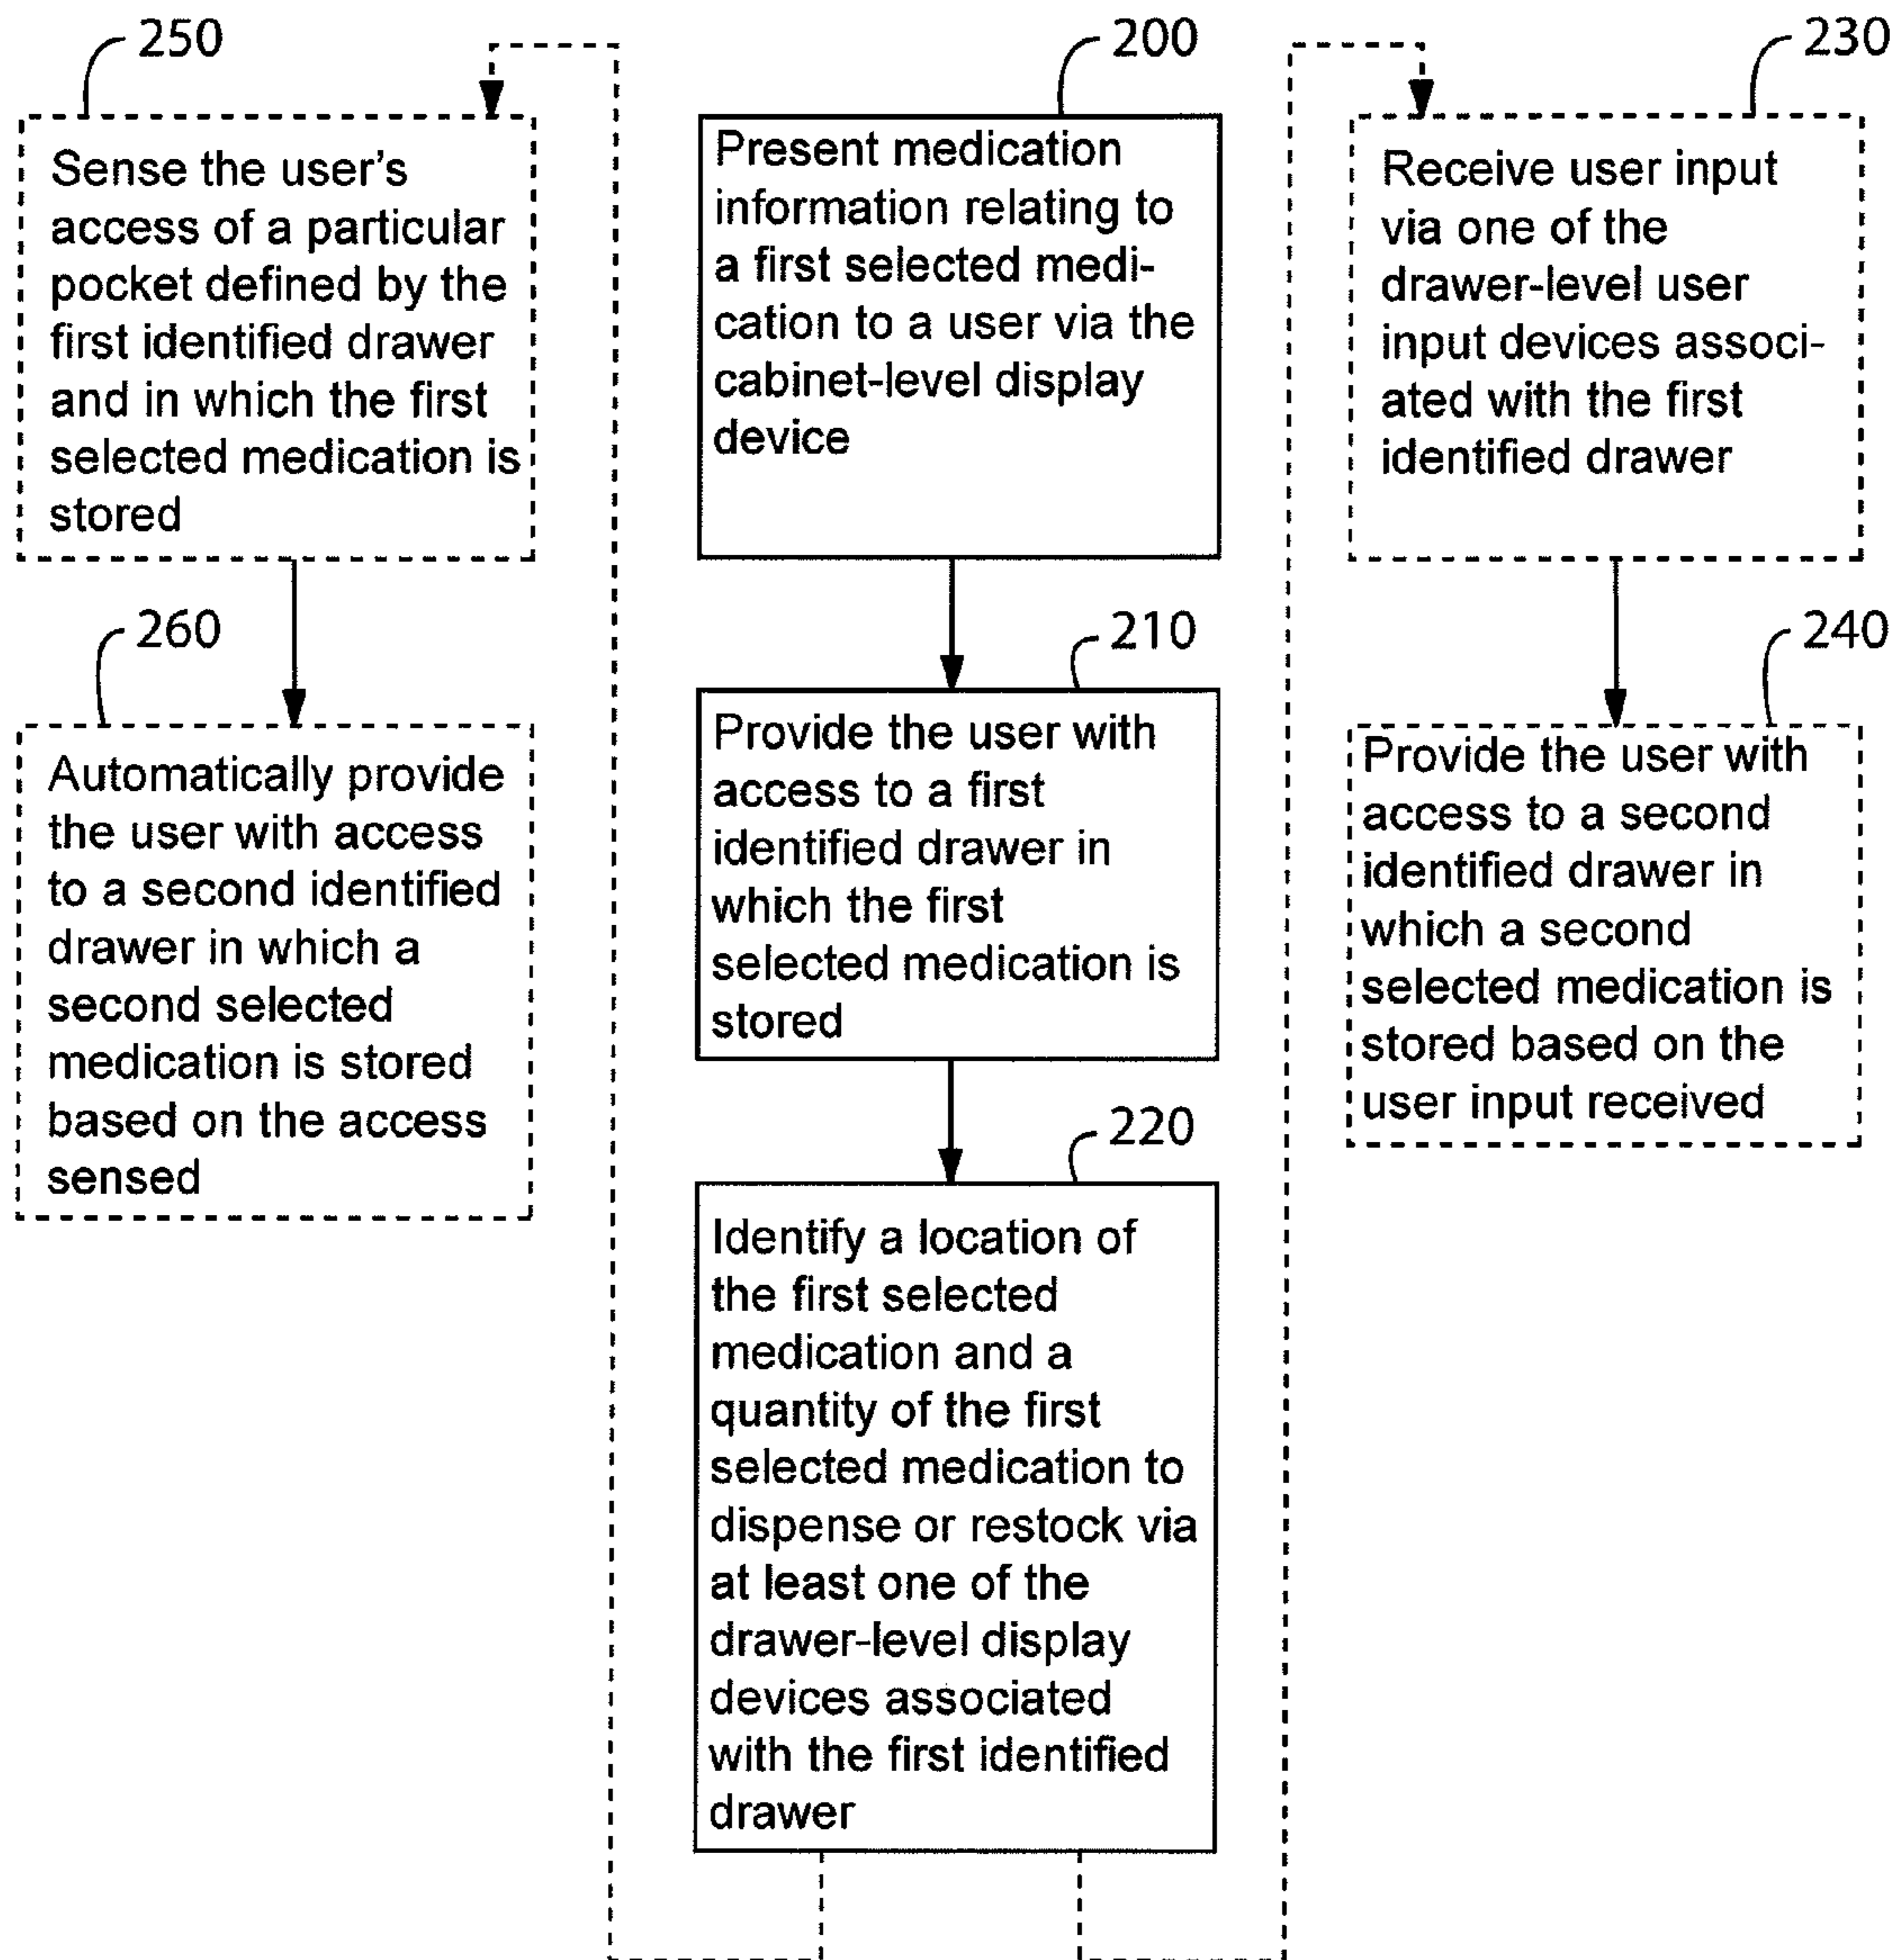 250
Sense the user's
access of a particular
pocket defined by the
first identified drawer
and in which the first
selected medication is
stored
260
Automatically provide
the user with access
to a second identified
drawer in which a
second selected
medication is stored
based on the access
sensed
200
Present medication
information relating to
a first selected medi-
cation to a user via the
cabinet-level display
device
210
Provide the user with
access to a first
identified drawer in
which the first
selected medication is
stored
220
Identify a location of
the first selected
medication and a
quantity of the first
selected medication to
dispense or restock via
at least one of the
drawer-level display
devices associated
with the first identified
drawer
230
Receive user input
via one of the
drawer-level user
input devices associ-
ated with the first
identified drawer
240
Provide the user with
access to a second
identified drawer in
which a second
selected medication is
stored based on the
user input received